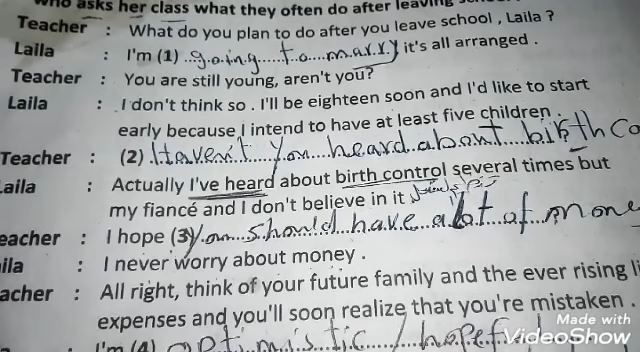 who asks her class what they often do after leaving
Teacher : What do you plan to do after you leave school , Laila ?
Laila : I'm (1) going to marry it's all arranged .
Teacher : You are still young, aren't you?
Laila : I don't think so . I'll be eighteen soon and I'd like to start
early because I intend to have at least five children .
Teacher : (2) Haven't you heard about birth Co
Laila : Actually I've heard about birth control several times but
my fiancé and I don't believe in it
eacher : I hope (3) you should have a lot of mone
ila : I never worry about money .
acher : All right, think of your future family and the ever rising li
expenses and you'll soon realize that you're mistaken .
I'm (4) optimistic / hopef
Made with
VideoShow